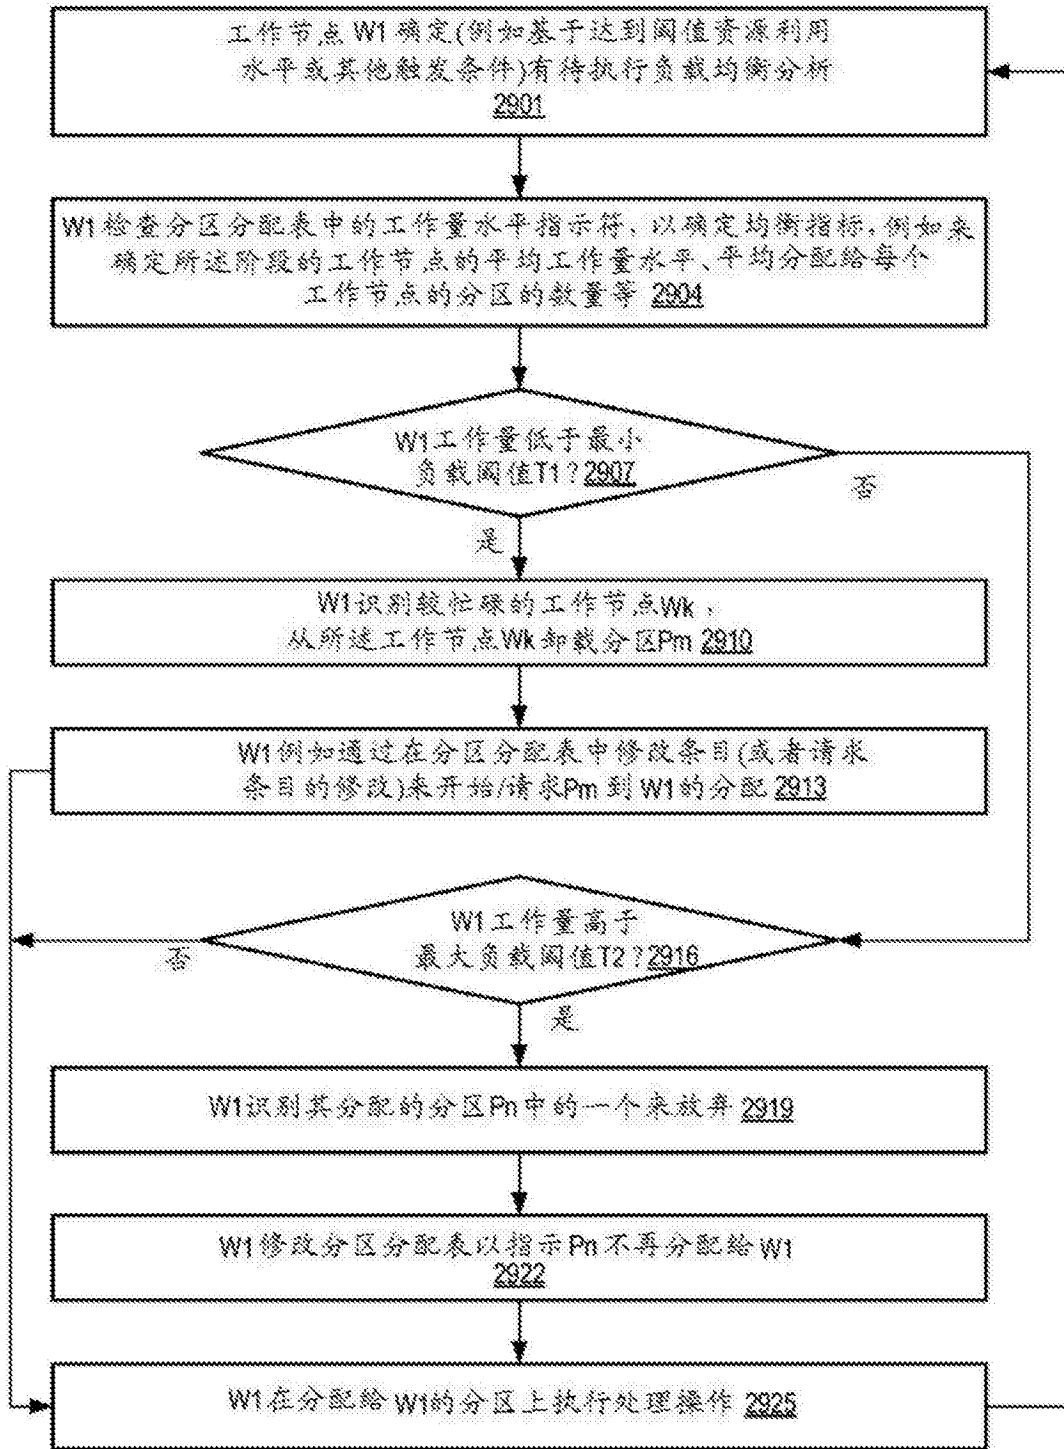 工作节点 W1 确定(例如基于达到阈值资源利用
水平或其他触发条件)有待执行负载均衡分析
2901
W1 检查分区分配表中的工作量水平指示符，以确定均衡指标，例如来
确定所述阶段的工作节点的平均工作量水平、平均分配给每个
工作节点的分区的数量等 2904
W1工作量低于最小
负载阈值T1？2907
否
是
W1识别较忙碌的工作节点Wk，
从所述工作节点Wk卸载分区Pm 2910
W1例如通过在分区分配表中修改条目(或者请求
条目的修改)来开始/请求Pm到W1的分配 2913
W1工作量高于
最大负载阈值T2？2916
否
是
W1识别其分配的分区Pn中的一个来放弃 2919
W1修改分区分配表以指示Pn不再分配给W1
2922
W1在分配给W1的分区上执行处理操作 2925